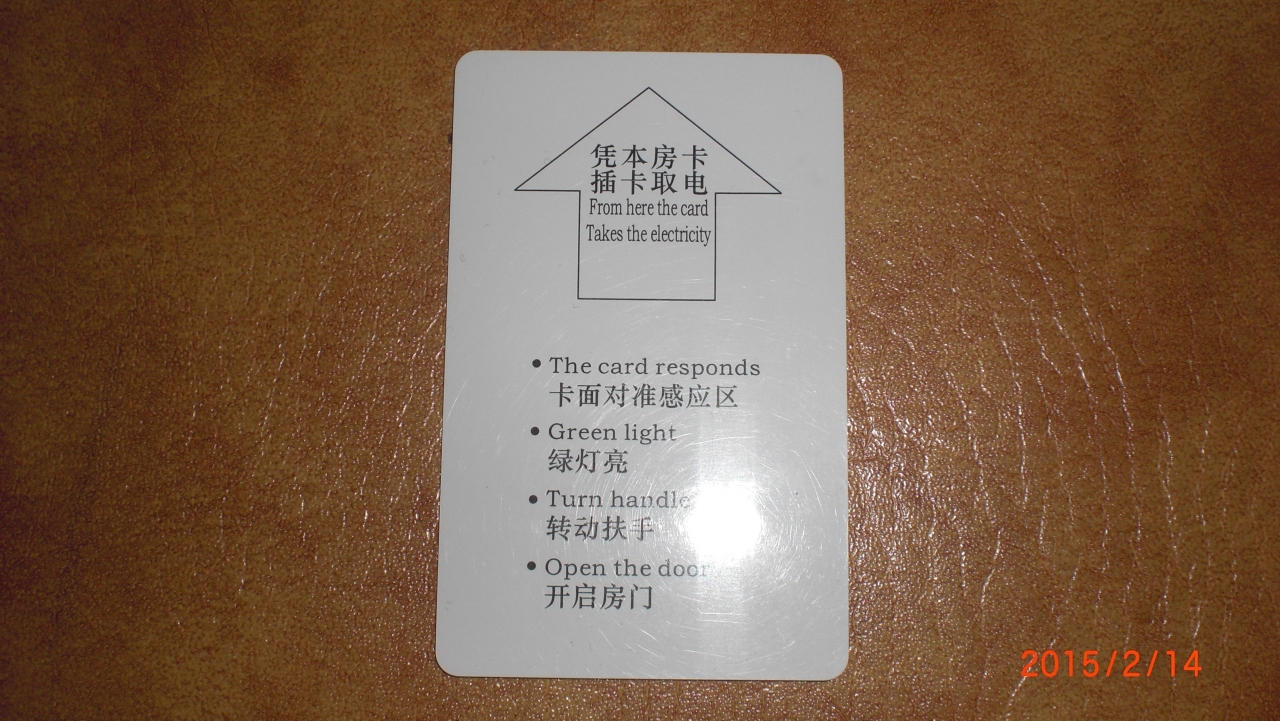 凭本房卡
插卡取电
From here the card
Takes the electricity
• The card responds
卡面对准感应区
• Green light
绿灯亮
• Turn handle
转动扶手
• Open the door
开启房门
2015/2/14